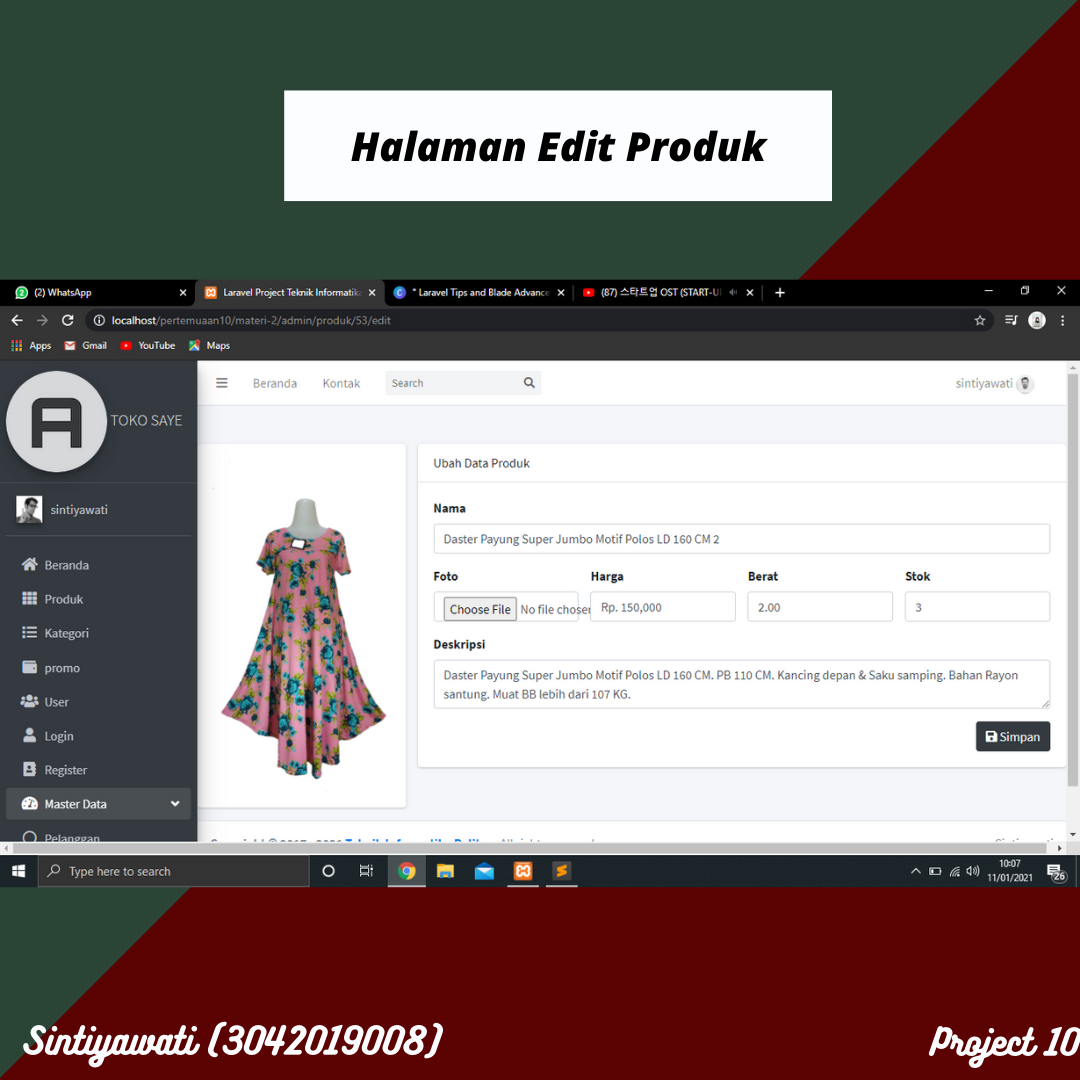 Halaman Edit Produk
(2) WhatsApp
Laravel Project Teknik Informatika
* Laravel Tips and Blade Advance
(87) 스타트업 OST (START-U
localhost/pertemuaan10/materi-2/admin/produk/53/edit
Apps Gmail YouTube Maps
A TOKO SAYE
Beranda Kontak Search sintiyawati
sintiyawati
Beranda
Produk
Kategori
promo
User
Login
Register
Master Data
Pelanggan
Ubah Data Produk
Nama
Daster Payung Super Jumbo Motif Polos LD 160 CM 2
Foto Harga Berat Stok
Choose File No file chosen Rp. 150,000 2.00 3
Deskripsi
Daster Payung Super Jumbo Motif Polos LD 160 CM. PB 110 CM. Kancing depan & Saku samping. Bahan Rayon
santung. Muat BB lebih dari 107 KG.
Simpan
Type here to search
10:07
11/01/2021
26
Sintiyawati (3042019008)
Project 10